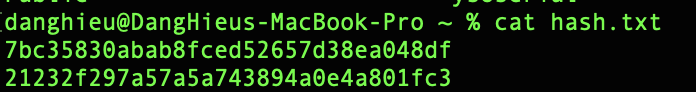 danghieu@DangHieus-MacBook-Pro ~ % cat hash.txt
7bc35830abab8fced52657d38ea048df
21232f297a57a5a743894a0e4a801fc3